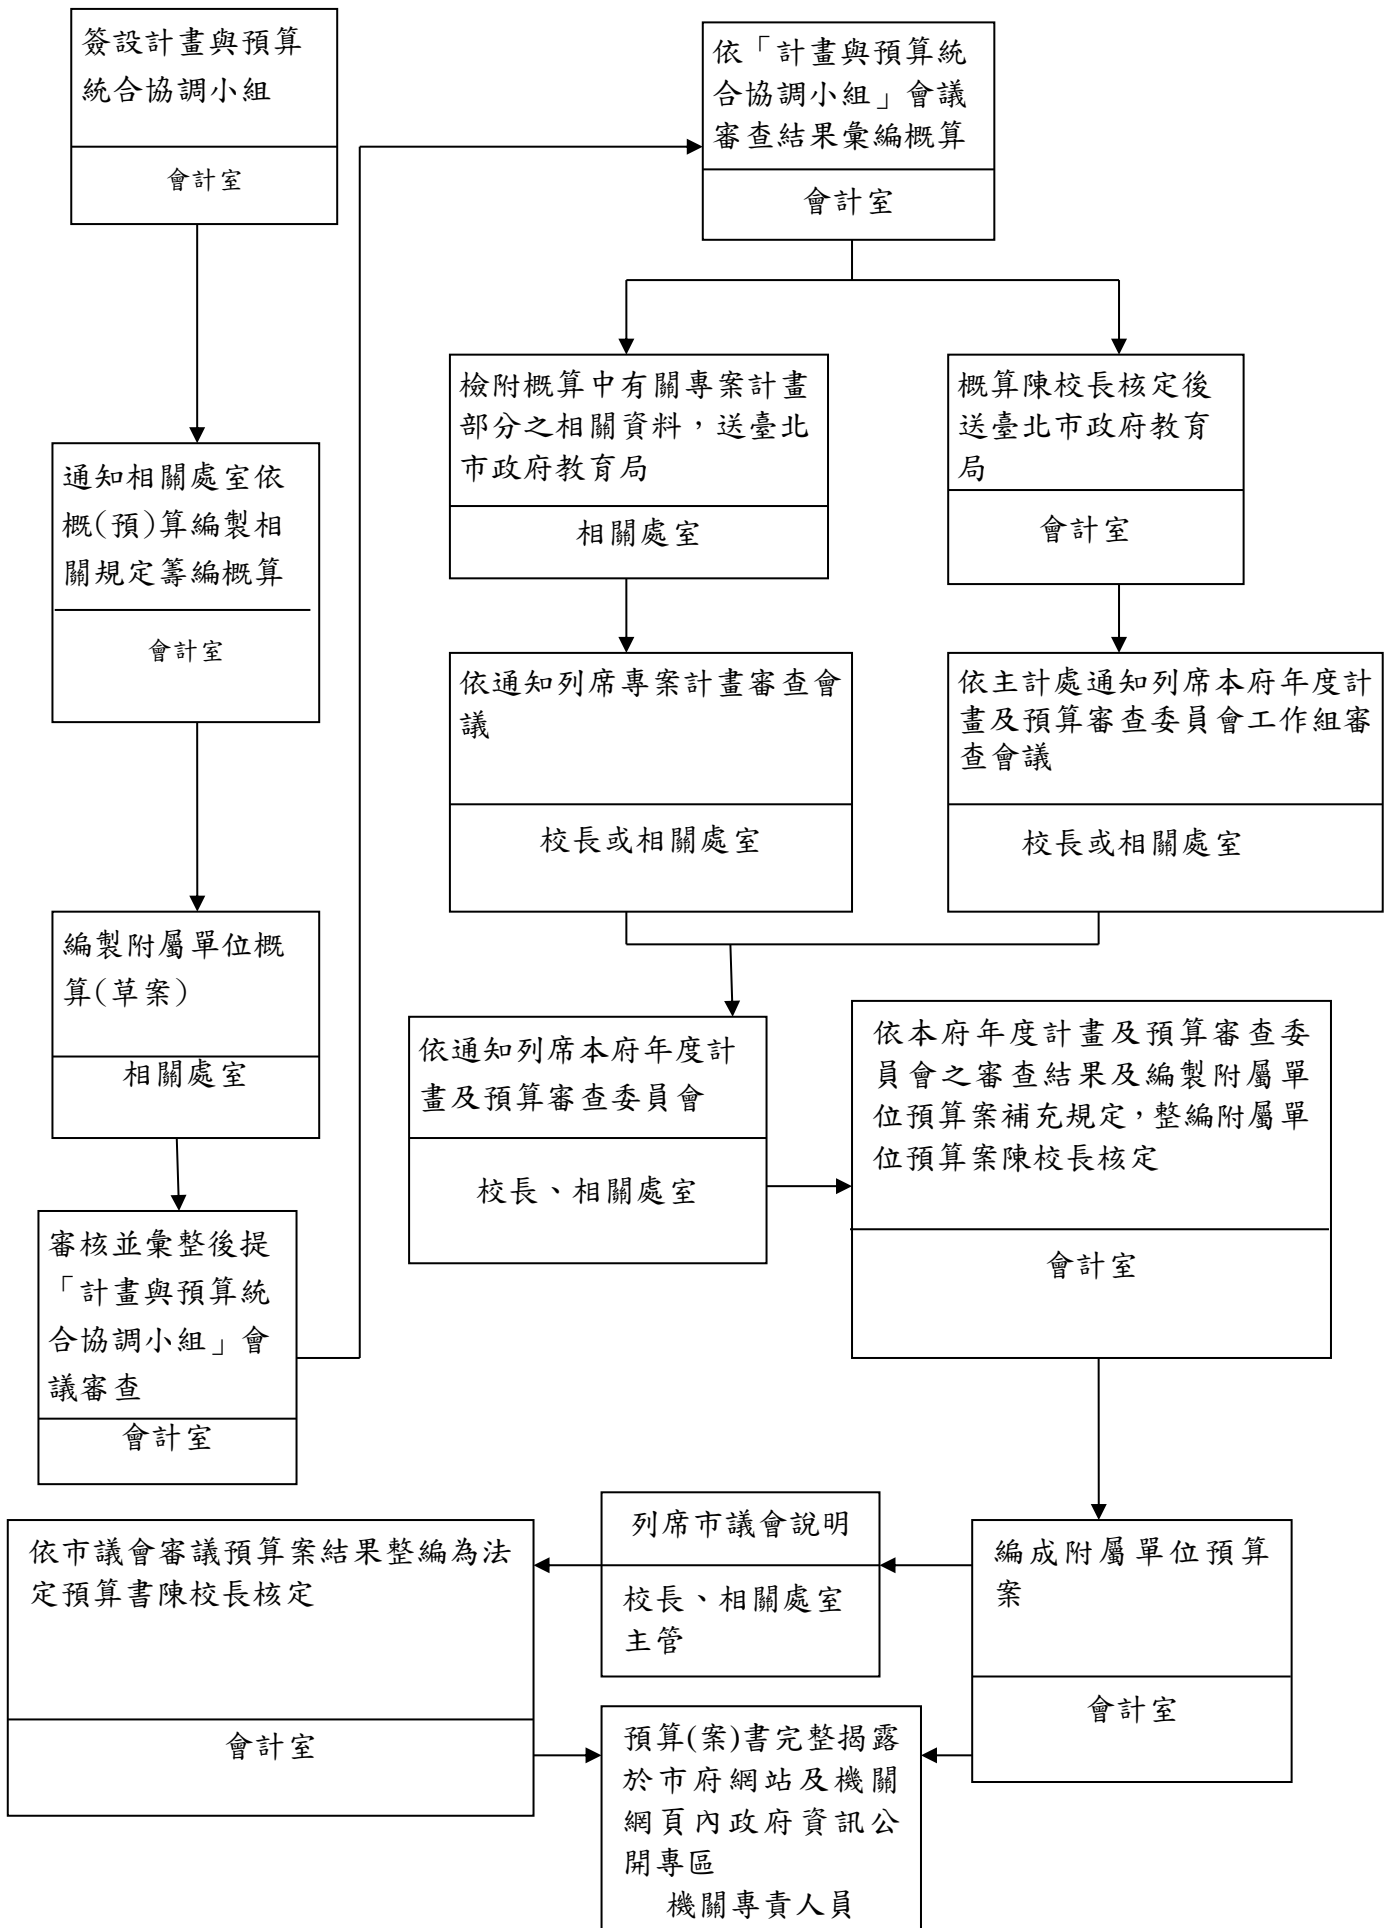 簽設計畫與預算
統合協調小組
會計室
通知相關處室依
概(預)算編製相
關規定籌編概算
會計室
編製附屬單位概
算(草案)
相關處室
審核並彙整後提
「計畫與預算統
合協調小組」會
議審查
會計室
依「計畫與預算統
合協調小組」會議
審查結果彙編概算
會計室
檢附概算中有關專案計畫
部分之相關資料，送臺北
市政府教育局
相關處室
概算陳校長核定後
送臺北市政府教育
局
會計室
依通知列席專案計畫審查會
議
校長或相關處室
依主計處通知列席本府年度計
畫及預算審查委員會工作組審
查會議
校長或相關處室
依通知列席本府年度計
畫及預算審查委員會
校長、相關處室
依本府年度計畫及預算審查委
員會之審查結果及編製附屬單
位預算案補充規定，整編附屬單
位預算案陳校長核定
會計室
編成附屬單位預算
案
會計室
列席市議會說明
校長、相關處室
主管
依市議會審議預算案結果整編為法
定預算書陳校長核定
會計室
預算(案)書完整揭露
於市府網站及機關
網頁內政府資訊公
開專區
機關專責人員